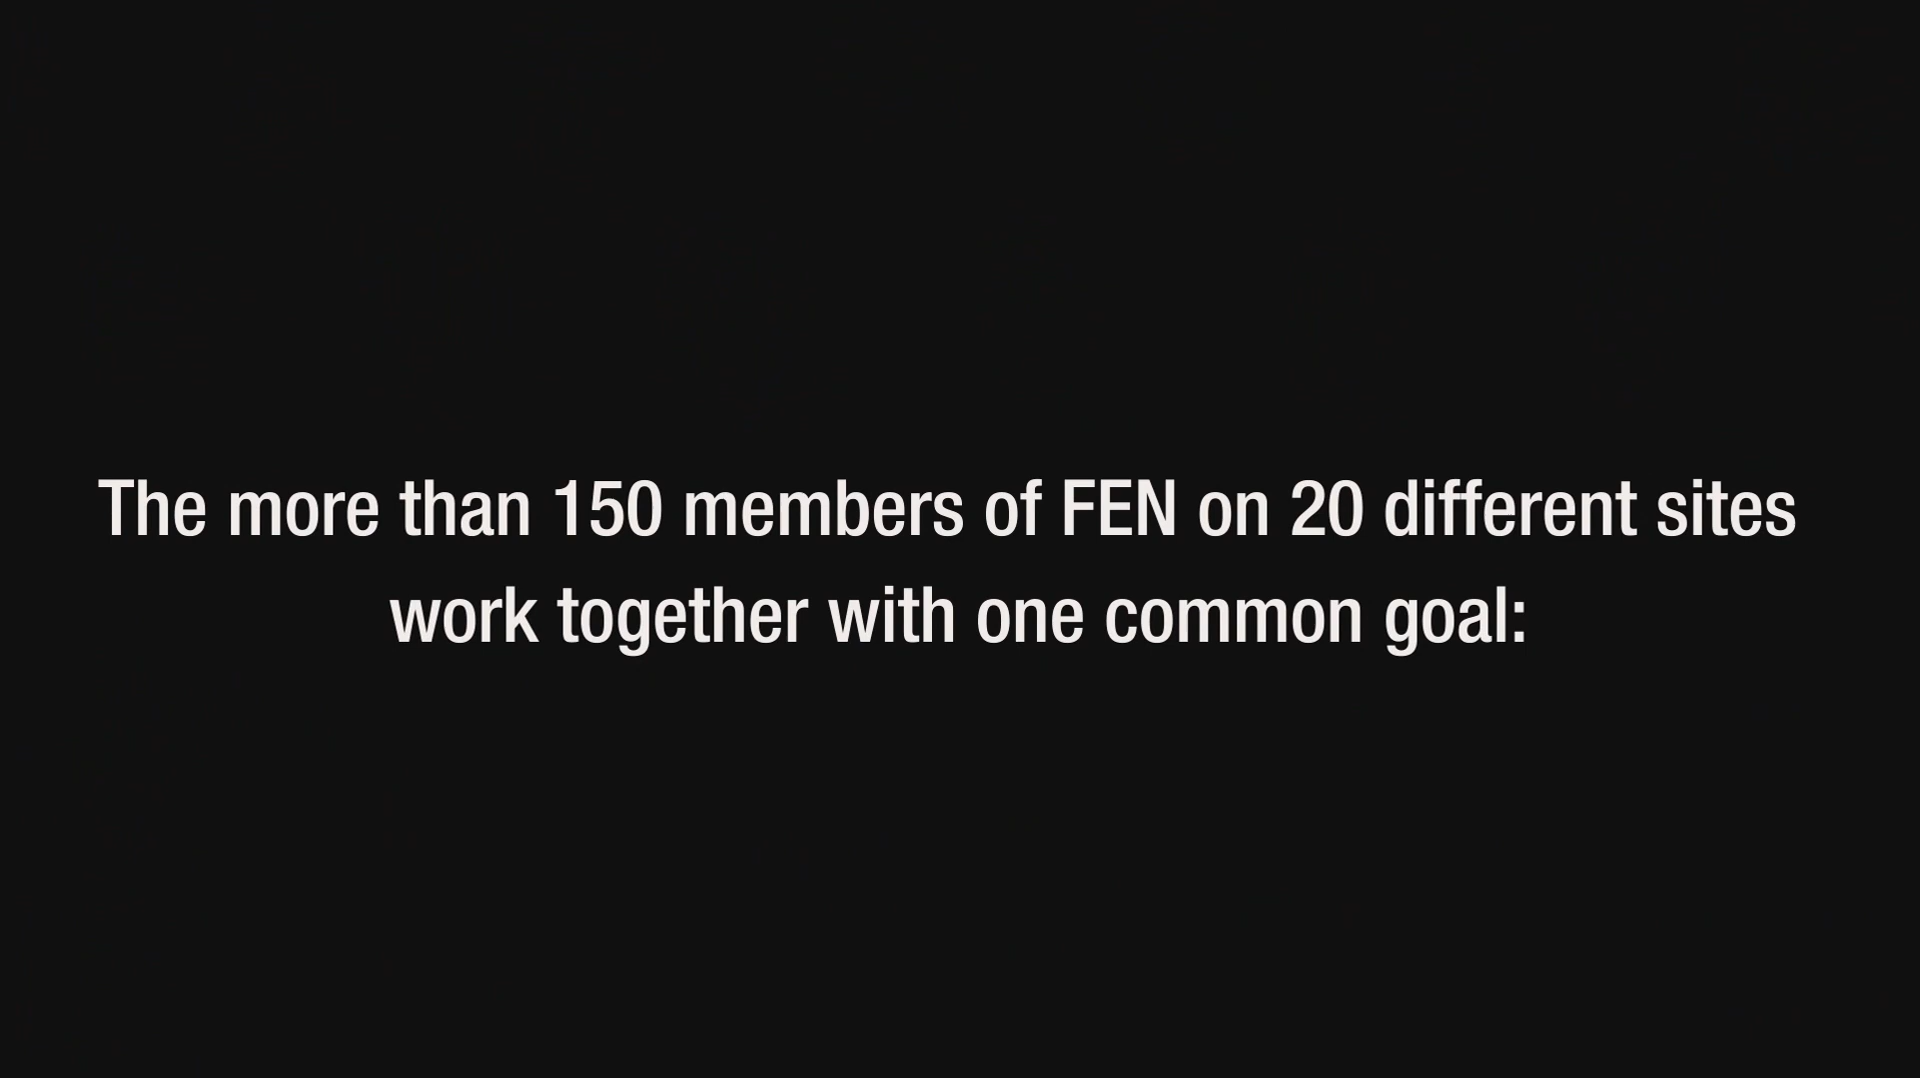 The more than 150 members of FEN on 20 different sites
work together with one common goal: